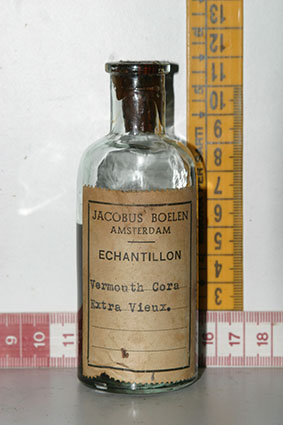 JACOBUS BOELEN
AMSTERDAM
ECHANTILLON
Vermouth Cora
Extra Vieux.
13
12
11
10
9
8
7
6
5
4
3
9 10 11 16 17 18